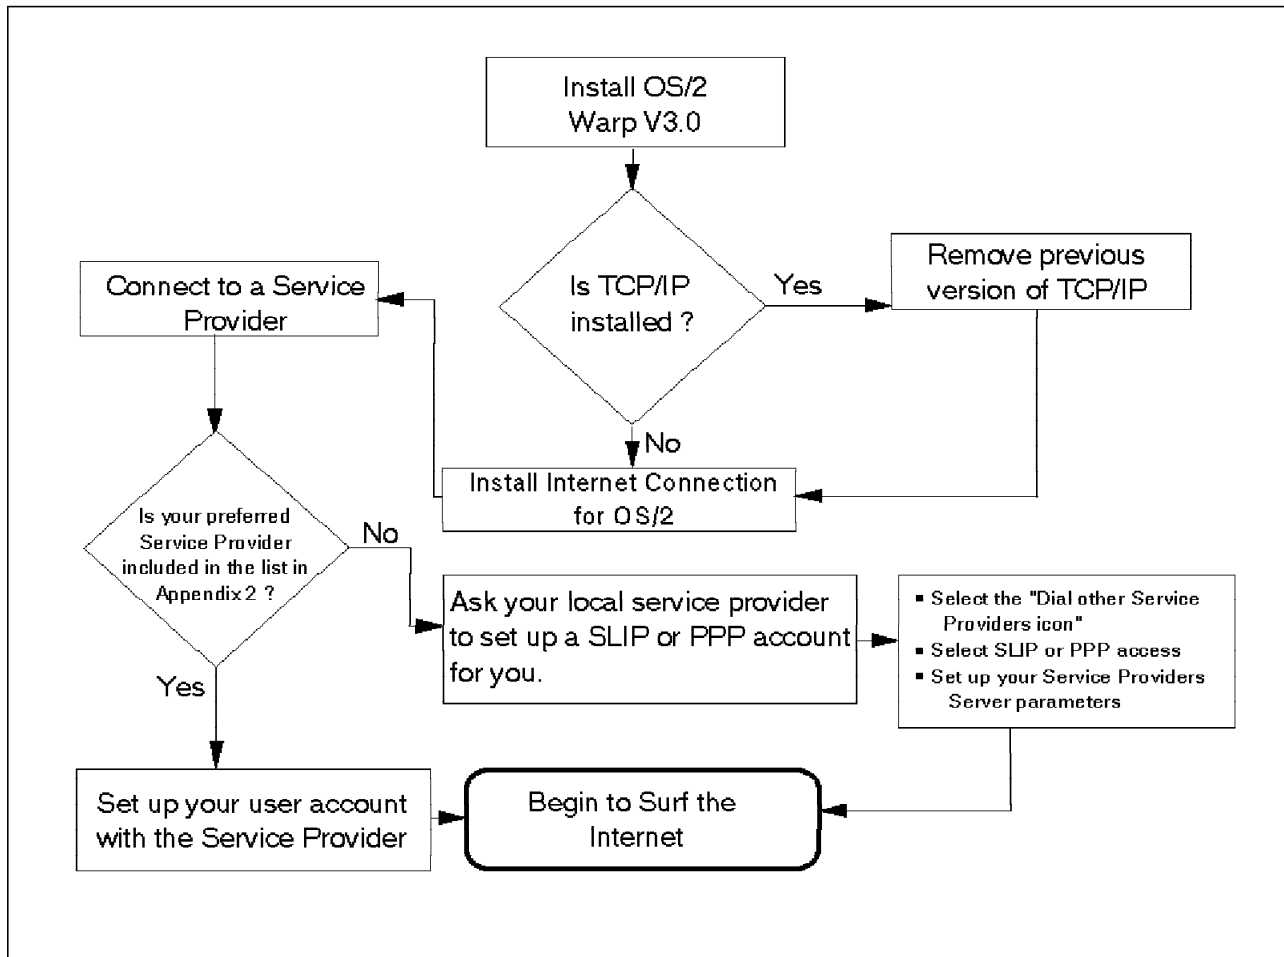 Install OS/2
Warp V3.0
Is TCP/IP
installed ?
Yes
Remove previous
version of TCP/IP
No
Install Internet Connection
for OS/2
Connect to a Service
Provider
Is your preferred
Service Provider
included in the list in
Appendix 2 ?
No
Ask your local service provider
to set up a SLIP or PPP account
for you.
▪ Select the "Dial other Service
Providers icon"
▪ Select SLIP or PPP access
▪ Set up your Service Providers
Server parameters
Yes
Set up your user account
with the Service Provider
Begin to Surf the
Internet